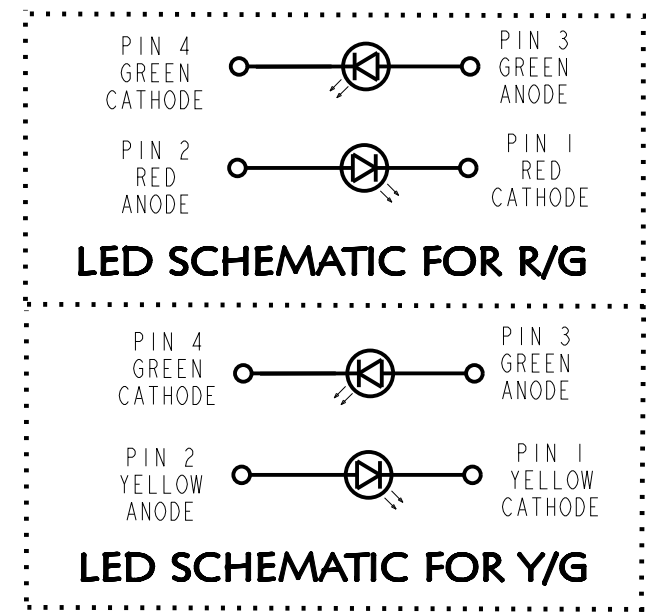 PIN 4
GREEN
CATHODE
PIN 3
GREEN
ANODE
PIN 2
RED
ANODE
PIN 1
RED
CATHODE
LED SCHEMATIC FOR R/G
PIN 4
GREEN
CATHODE
PIN 3
GREEN
ANODE
PIN 2
YELLOW
ANODE
PIN 1
YELLOW
CATHODE
LED SCHEMATIC FOR Y/G